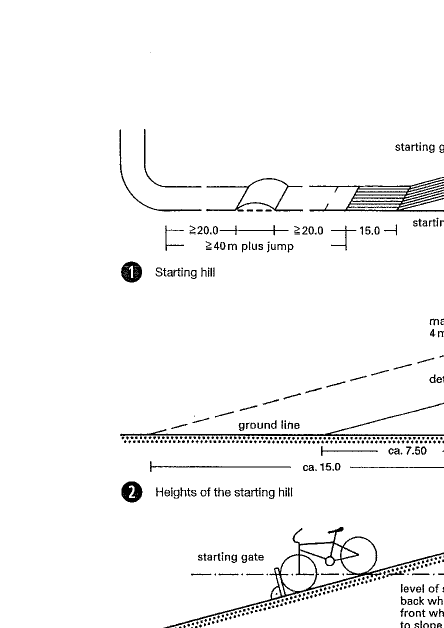 starting g
≧20.0
≧20.0
15.0
startin
≧40 m plus jump
1 Starting hill
ma
4 m
det
ground line
ca. 7.50
ca. 15.0
2 Heights of the starting hill
starting gate
level of s
back wh
front wh
to slope